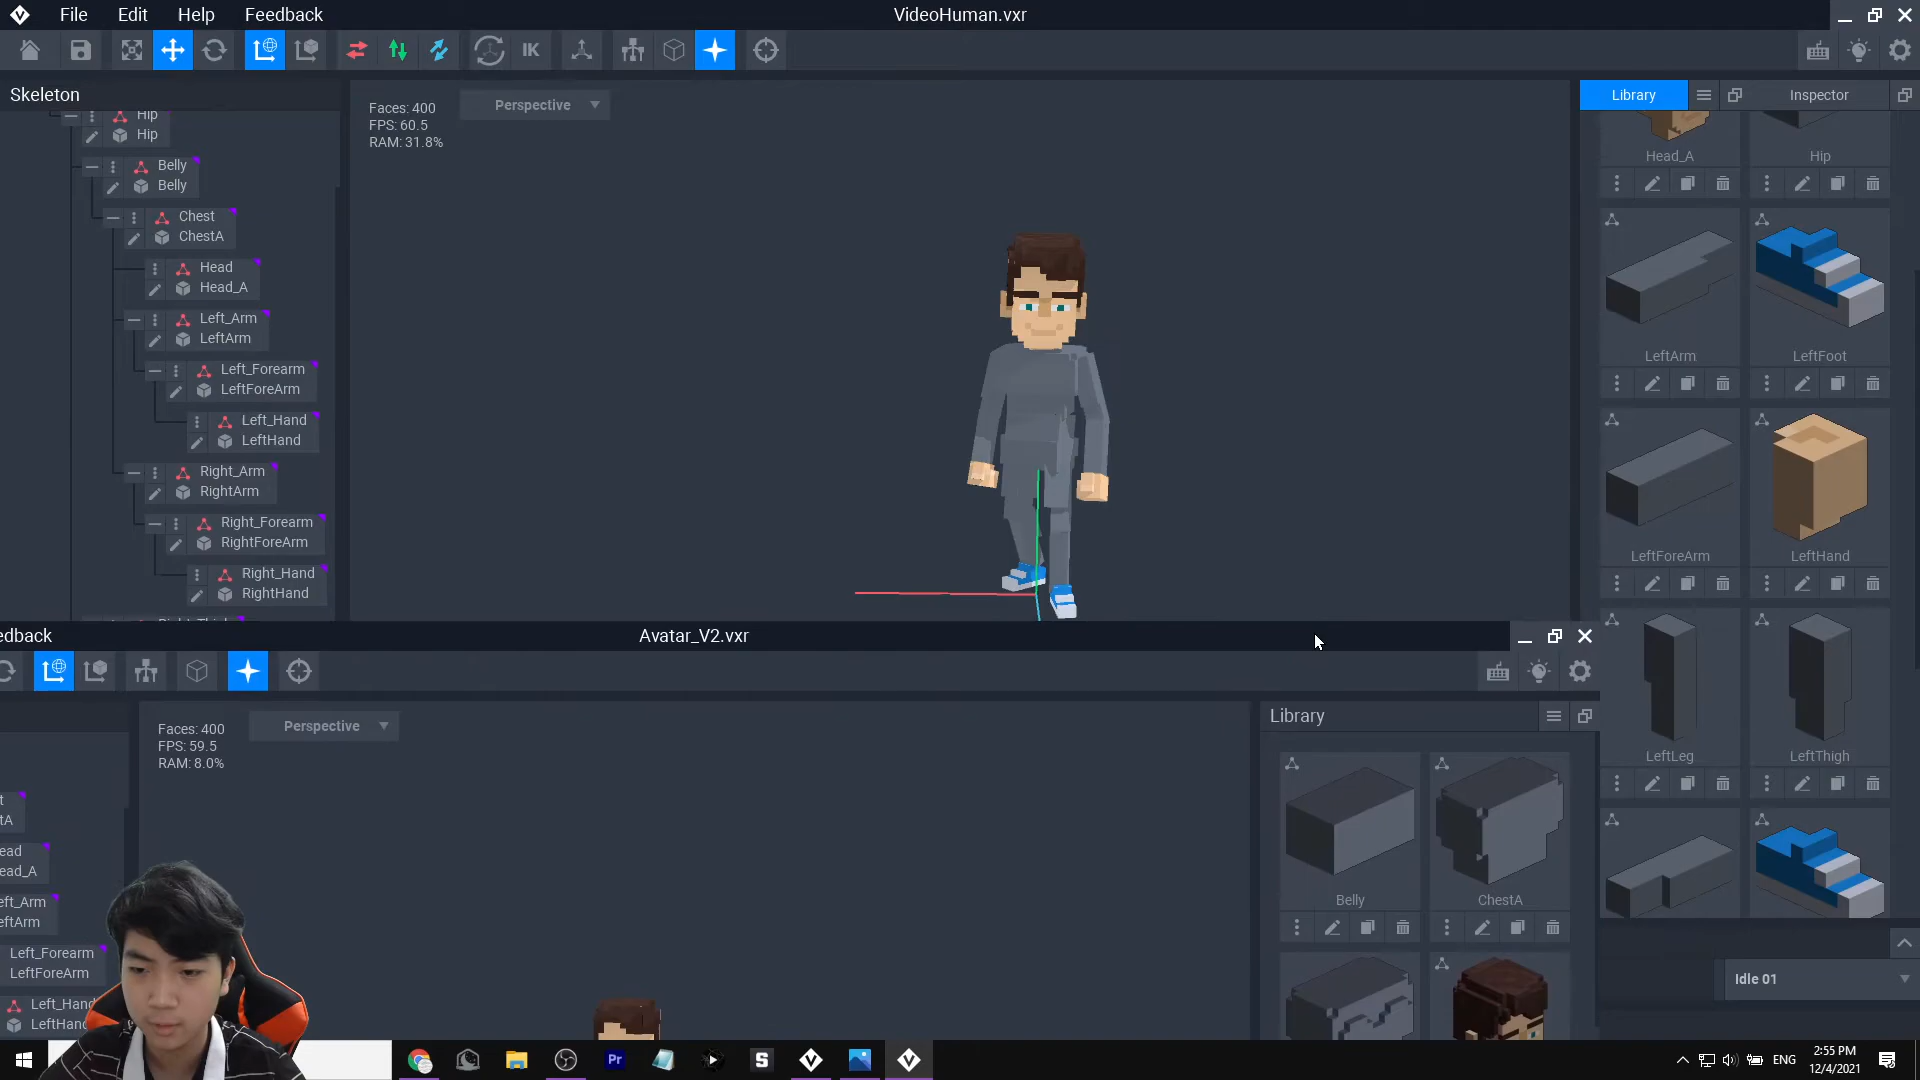 File Edit Help Feedback
VideoHuman.vxr
IK
Skeleton
Hip
Hip
Belly
Belly
Chest
ChestA
Head
Head_A
Left_Arm
LeftArm
Left_Forearm
LeftForeArm
Left_Hand
LeftHand
Right_Arm
RightArm
Right_Forearm
RightForeArm
Right_Hand
RightHand
Faces: 400
FPS: 60.5
RAM: 31.8%
Perspective
Library
Inspector
Head_A
Hip
LeftArm
LeftFoot
LeftForeArm
LeftHand
LeftLeg
LeftThigh
Idle 01
edback
Avatar_V2.vxr
Faces: 400
FPS: 59.5
RAM: 8.0%
Perspective
Library
Belly
ChestA
t
tA
ead
ead_A
eft_Arm
eftArm
Left_Forearm
LeftForeArm
Left_Hand
LeftHand
Pr
S
ENG
2:55 PM
12/4/2021